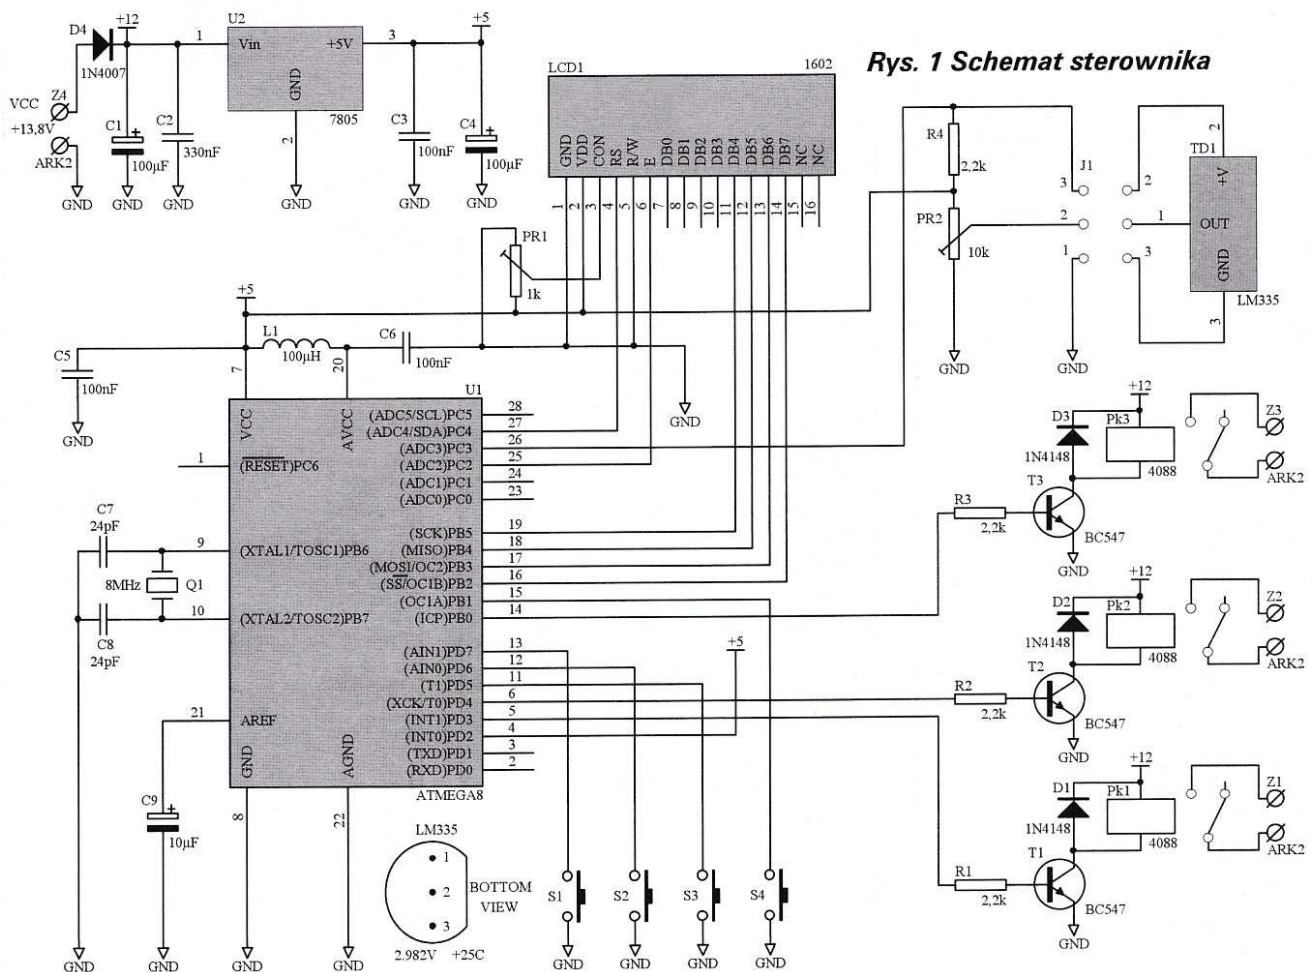 Rys. 1 Schemat sterownika
D4
1N4007
+12
1
U2
Vin
+5V
GND
7805
2
3
+5
VCC
+13,8V
Z4
ARK2
C1
+
100µF
C2
330nF
C3
100nF
C4
+
100µF
GND
GND
GND
GND
GND
GND
LCD1
1602
GND
VDD
CON
RS
R/W
E
DB0
DB1
DB2
DB3
DB4
DB5
DB6
DB7
NC
NC
1
2
3
4
5
6
7
8
9
10
11
12
13
14
15
16
PR1
1k
R4
2,2k
PR2
10k
GND
J1
3
2
1
GND
2
1
3
TD1
+V
OUT
GND
LM335
2
3
+5
L1
100µH
C6
100nF
C5
100nF
GND
GND
7
20
U1
VCC
AVCC
1
(RESET)PC6
9
(XTAL1/TOSC1)PB6
10
(XTAL2/TOSC2)PB7
21
AREF
GND
AGND
8
22
ATMEGA8
(ADC5/SCL)PC5 28
(ADC4/SDA)PC4 27
(ADC3)PC3 26
(ADC2)PC2 25
(ADC1)PC1 24
(ADC0)PC0 23
(SCK)PB5 19
(MISO)PB4 18
(MOSI/OC2)PB3 17
(SS/OC1B)PB2 16
(OC1A)PB1 15
(ICP)PB0 14
(AIN1)PD7 13
(AIN0)PD6 12
(T1)PD5 11
(XCK/T0)PD4 6
(INT1)PD3 5
(INT0)PD2 4
(TXD)PD1 3
(RXD)PD0 2
+5
C7
24pF
8MHz
Q1
C8
24pF
C9
+
10µF
LM335
1
2
3
BOTTOM
VIEW
2.982V +25C
S1
S2
S3
S4
GND
GND
GND
GND
GND
GND
GND
GND
+12
D3
Pk3
1N4148
4088
T3
R3
2,2k
BC547
GND
Z3
ARK2
+12
D2
Pk2
1N4148
4088
T2
R2
2,2k
BC547
GND
Z2
ARK2
+12
D1
Pk1
1N4148
4088
T1
R1
2,2k
BC547
GND
Z1
ARK2